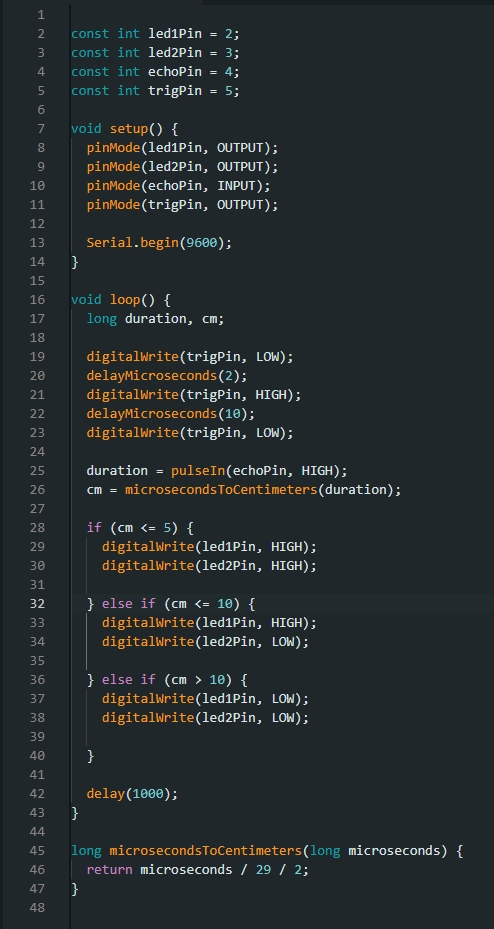 1
2 const int led1Pin = 2;
3 const int led2Pin = 3;
4 const int echoPin = 4;
5 const int trigPin = 5;
6
7 void setup() {
8   pinMode(led1Pin, OUTPUT);
9   pinMode(led2Pin, OUTPUT);
10   pinMode(echoPin, INPUT);
11   pinMode(trigPin, OUTPUT);
12
13   Serial.begin(9600);
14 }
15
16 void loop() {
17   long duration, cm;
18
19   digitalWrite(trigPin, LOW);
20   delayMicroseconds(2);
21   digitalWrite(trigPin, HIGH);
22   delayMicroseconds(10);
23   digitalWrite(trigPin, LOW);
24
25   duration = pulseIn(echoPin, HIGH);
26   cm = microsecondsToCentimeters(duration);
27
28   if (cm <= 5) {
29     digitalWrite(led1Pin, HIGH);
30     digitalWrite(led2Pin, HIGH);
31
32   } else if (cm <= 10) {
33     digitalWrite(led1Pin, HIGH);
34     digitalWrite(led2Pin, LOW);
35
36   } else if (cm > 10) {
37     digitalWrite(led1Pin, LOW);
38     digitalWrite(led2Pin, LOW);
39
40   }
41
42   delay(1000);
43 }
44
45 long microsecondsToCentimeters(long microseconds) {
46   return microseconds / 29 / 2;
47 }
48